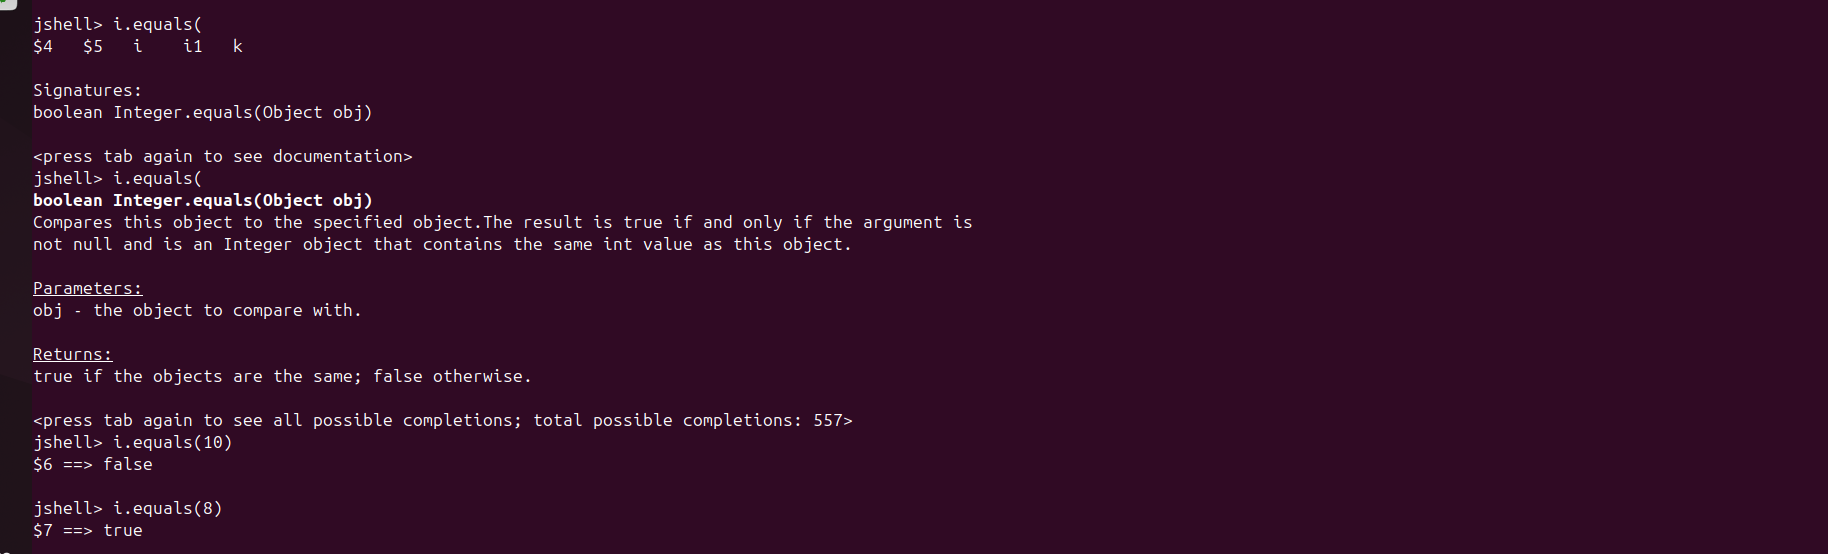 jshell> i.equals(
$4   $5   i    i1   k
Signatures:
boolean Integer.equals(Object obj)
<press tab again to see documentation>
jshell> i.equals(
boolean Integer.equals(Object obj)
Compares this object to the specified object.The result is true if and only if the argument is
not null and is an Integer object that contains the same int value as this object.
Parameters:
obj - the object to compare with.
Returns:
true if the objects are the same; false otherwise.
<press tab again to see all possible completions; total possible completions: 557>
jshell> i.equals(10)
$6 ==> false
jshell> i.equals(8)
$7 ==> true